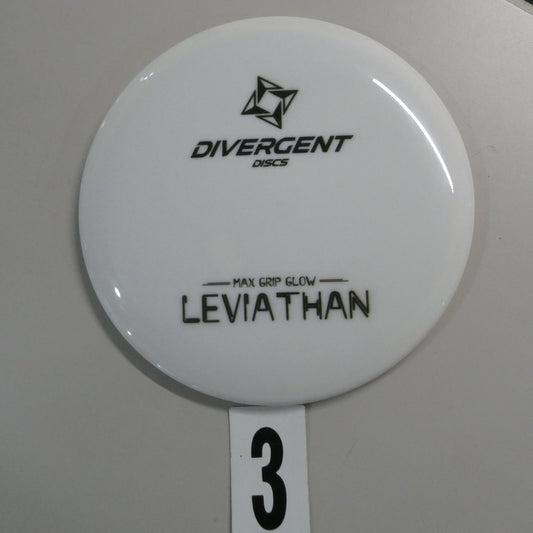 DIVERGENT
DISCS
MAX GRIP GLOW
LEVIATHAN
3